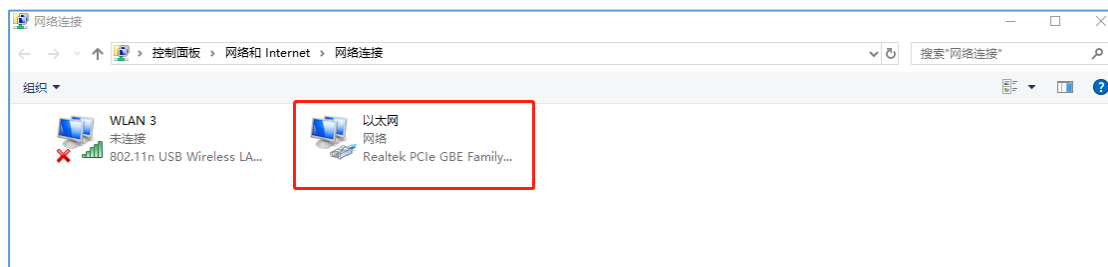 网络连接
控制面板 > 网络和 Internet > 网络连接
搜索"网络连接"
组织
WLAN 3
未连接
802.11n USB Wireless LA...
以太网
网络
Realtek PCIe GBE Family...